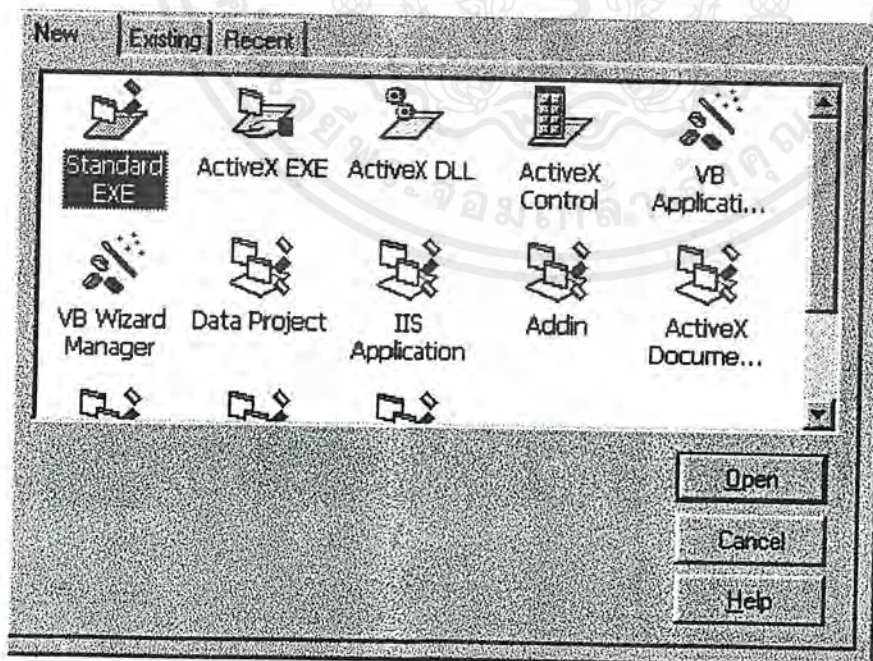 New Existing Recent
Standard EXE
ActiveX EXE
ActiveX DLL
ActiveX Control
VB Applicati...
VB Wizard Manager
Data Project
IIS Application
Addin
ActiveX Docume...
Open
Cancel
Help